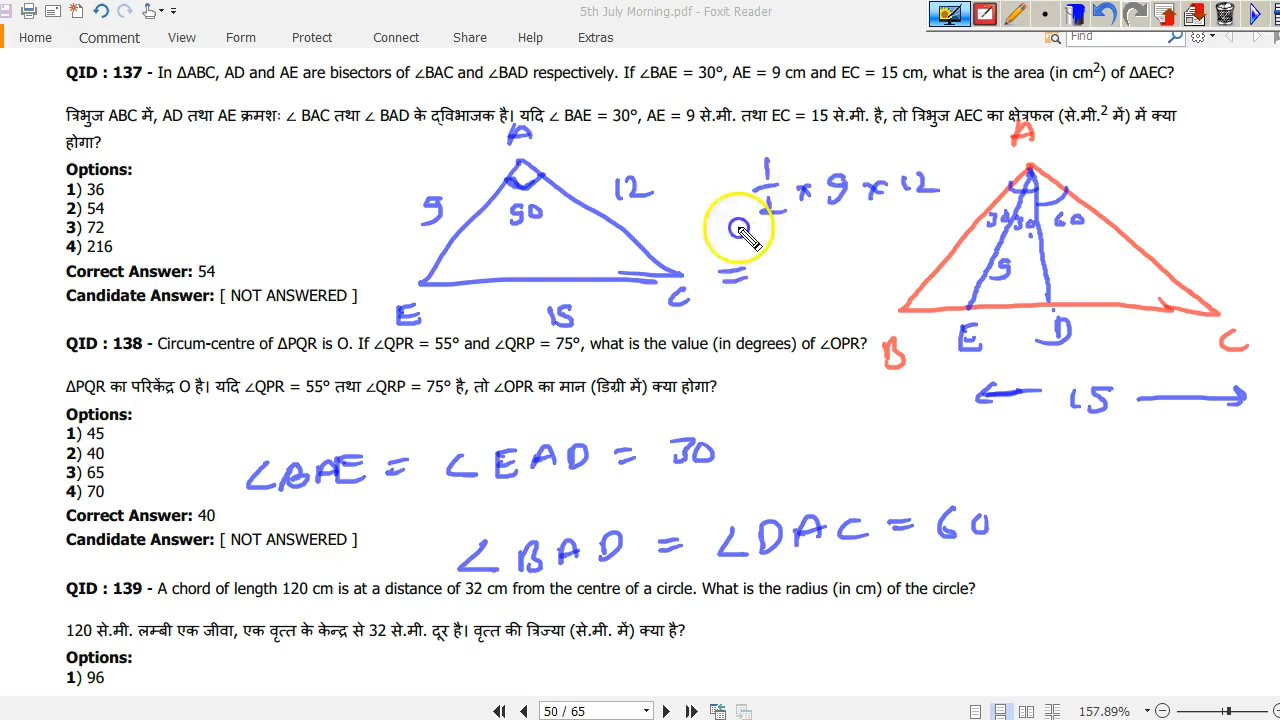 5th July Morning.pdf - Foxit Reader
Home Comment View Form Protect Connect Share Help Extras
Find
QID : 137 - In ΔABC, AD and AE are bisectors of ∠BAC and ∠BAD respectively. If ∠BAE = 30°, AE = 9 cm and EC = 15 cm, what is the area (in cm2) of ΔAEC?
त्रिभुज ABC में, AD तथा AE क्रमशः ∠ BAC तथा ∠ BAD के द्विभाजक है। यदि ∠ BAE = 30°, AE = 9 से.मी. तथा EC = 15 से.मी. है, तो त्रिभुज AEC का क्षेत्रफल (से.मी.2 में) में क्या
होगा?
Options:
1) 36
2) 54
3) 72
4) 216
Correct Answer: 54
Candidate Answer: [ NOT ANSWERED ]
A
9
90
12
E
15
C
1/2 × 9 × 12
=
A
30
30
60
9
B
E
D
C
15
QID : 138 - Circum-centre of ΔPQR is O. If ∠QPR = 55° and ∠QRP = 75°, what is the value (in degrees) of ∠OPR?
ΔPQR का परिकेंद्र O है। यदि ∠QPR = 55° तथा ∠QRP = 75° है, तो ∠OPR का मान (डिग्री में) क्या होगा?
Options:
1) 45
2) 40
3) 65
4) 70
∠BAE = ∠EAD = 30
∠BAD = ∠DAC = 60
Correct Answer: 40
Candidate Answer: [ NOT ANSWERED ]
QID : 139 - A chord of length 120 cm is at a distance of 32 cm from the centre of a circle. What is the radius (in cm) of the circle?
120 से.मी. लम्बी एक जीवा, एक वृत्त के केन्द्र से 32 से.मी. दूर है। वृत्त की त्रिज्या (से.मी. में) क्या है?
Options:
1) 96
50 / 65
157.89%